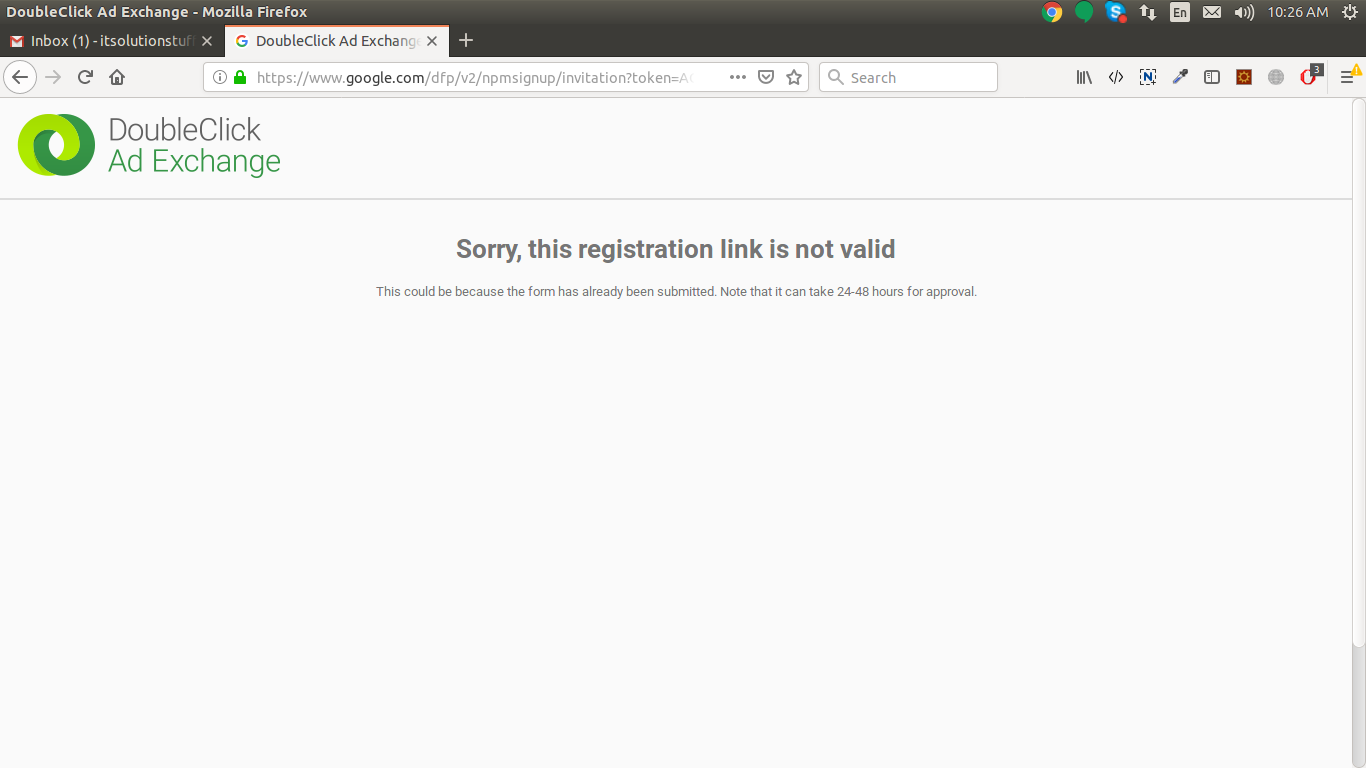 DoubleClick Ad Exchange - Mozilla Firefox
En
10:26 AM
Inbox (1) - itsolutionstuf
DoubleClick Ad Exchange
https://www.google.com/dfp/v2/npmsignup/invitation?token=A
Search
N
3
DoubleClick
Ad Exchange
Sorry, this registration link is not valid
This could be because the form has already been submitted. Note that it can take 24-48 hours for approval.